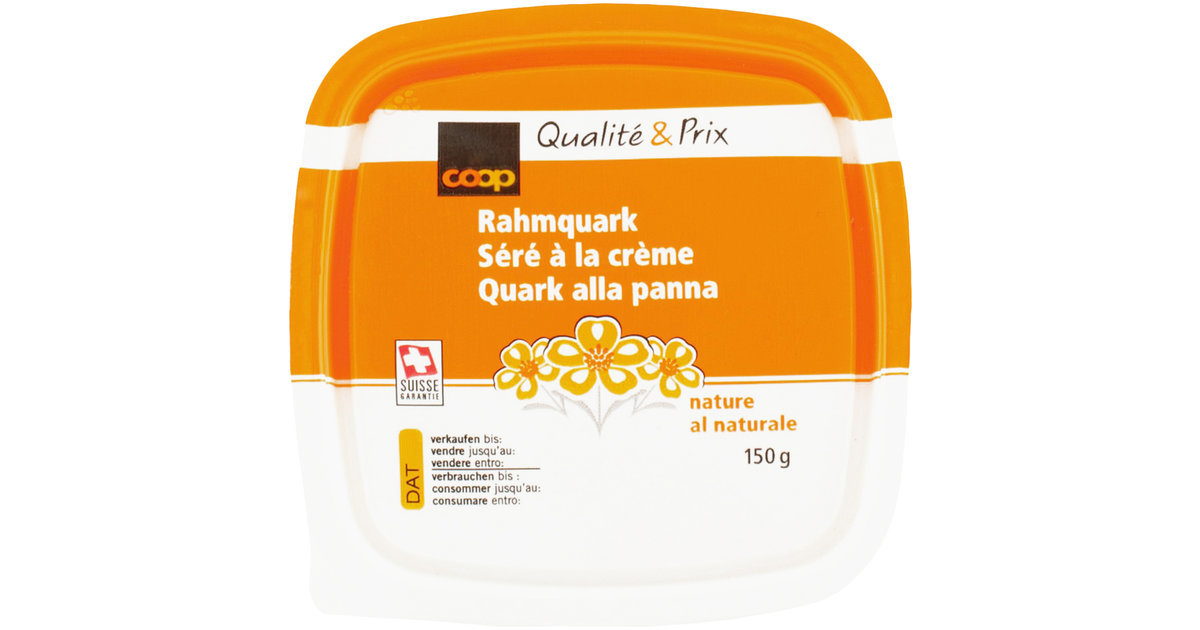 Qualité & Prix
coop
Rahmquark
Séré à la crème
Quark alla panna
SUISSE
GARANTIE
nature
al naturale
150 g
DAT
verkaufen bis:
vendre jusqu'au:
vendere entro:
verbrauchen bis :
consommer jusqu'au:
consumare entro: